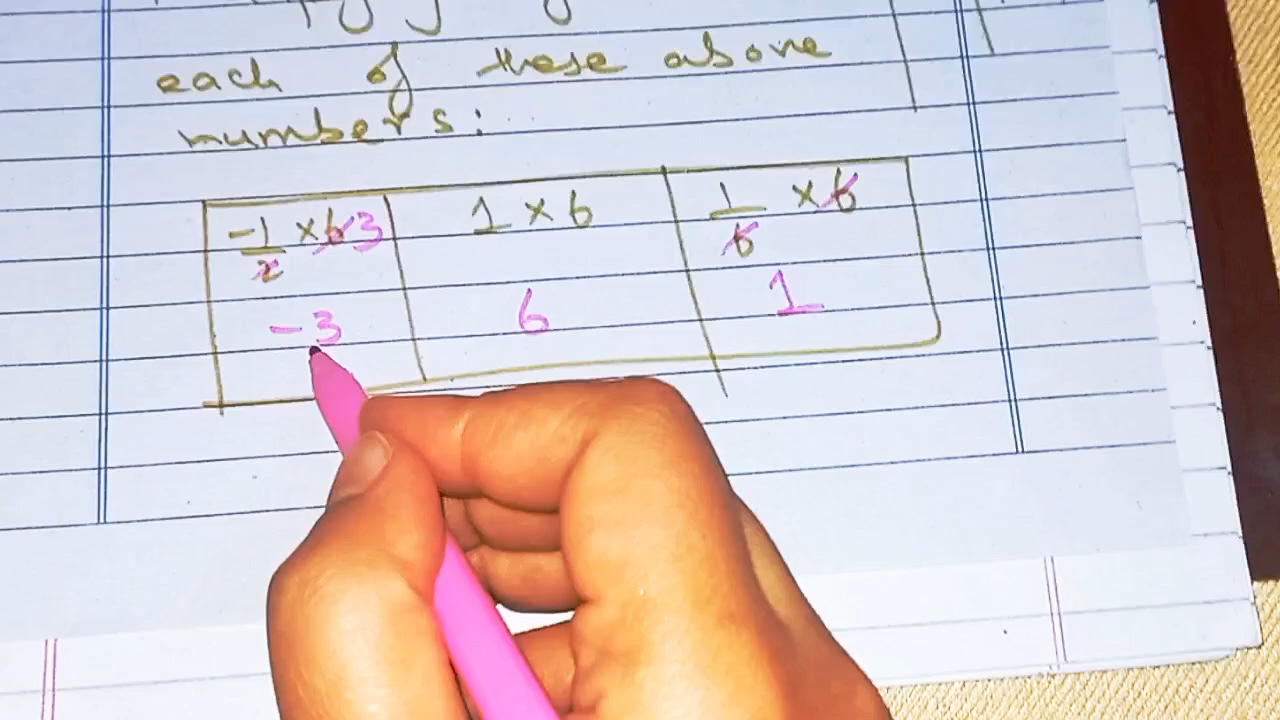 each of these above
numbers:
-1/2 × 6 3 | 1 × 6 | 1/6 × 6
-3 | 6 | 1